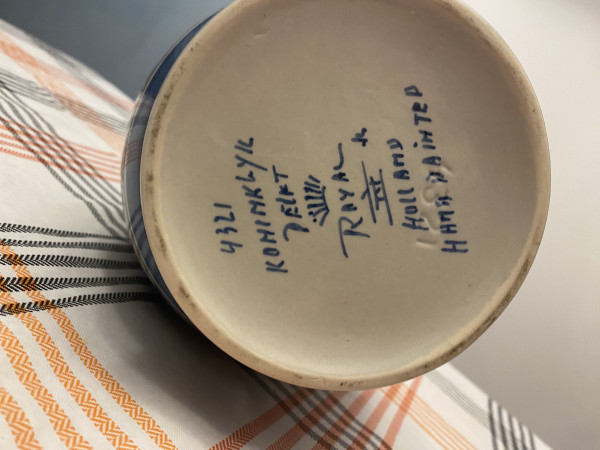 4321
KONINKLYK
DELFT
ROYAL
HOLLAND
HAND PAINTED